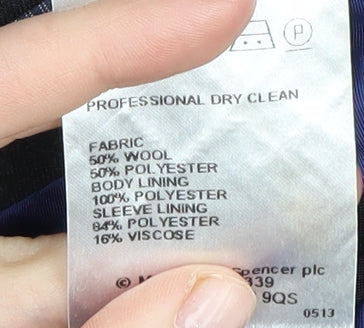 P
PROFESSIONAL DRY CLEAN
FABRIC
50% WOOL
50% POLYESTER
BODY LINING
100% POLYESTER
SLEEVE LINING
84% POLYESTER
16% VISCOSE
© M Spencer plc
339
9QS
0513